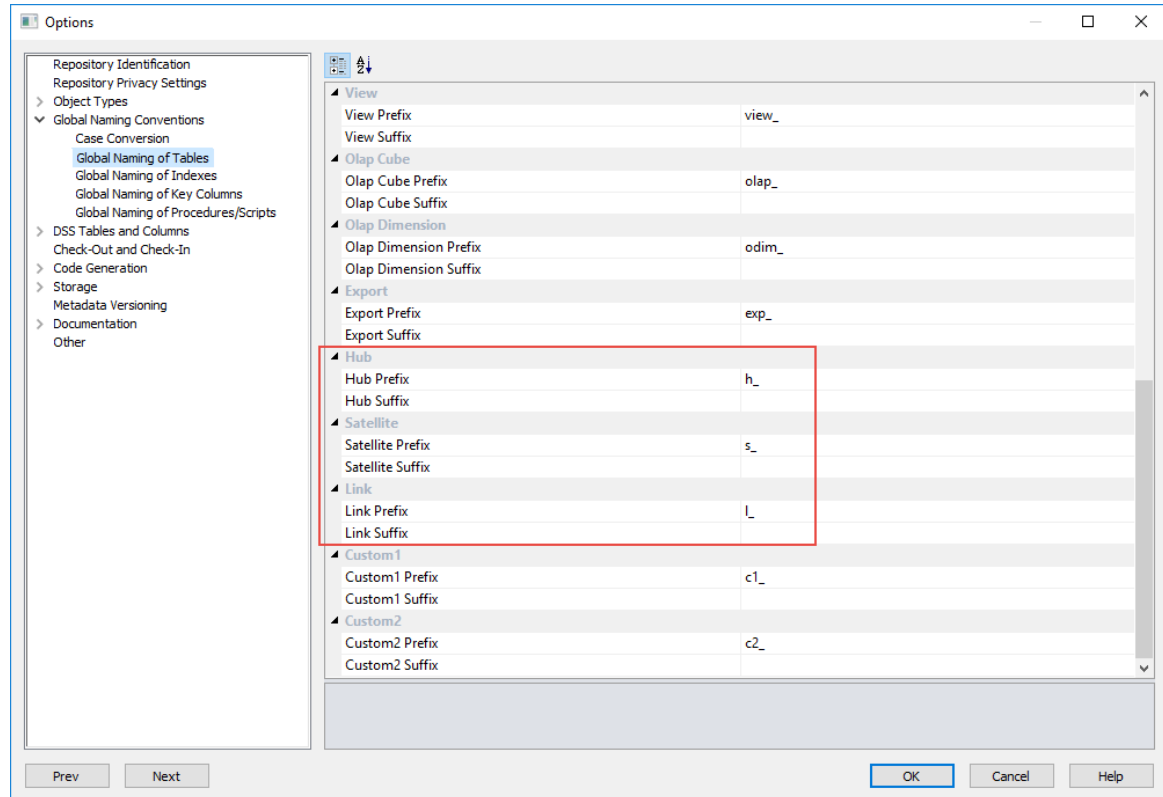 Options
Repository Identification
Repository Privacy Settings
Object Types
Global Naming Conventions
Case Conversion
Global Naming of Tables
Global Naming of Indexes
Global Naming of Key Columns
Global Naming of Procedures/Scripts
DSS Tables and Columns
Check-Out and Check-In
Code Generation
Storage
Metadata Versioning
Documentation
Other
View
View Prefix view_
View Suffix
Olap Cube
Olap Cube Prefix olap_
Olap Cube Suffix
Olap Dimension
Olap Dimension Prefix odim_
Olap Dimension Suffix
Export
Export Prefix exp_
Export Suffix
Hub
Hub Prefix h_
Hub Suffix
Satellite
Satellite Prefix s_
Satellite Suffix
Link
Link Prefix l_
Link Suffix
Custom1
Custom1 Prefix c1_
Custom1 Suffix
Custom2
Custom2 Prefix c2_
Custom2 Suffix
Prev Next OK Cancel Help